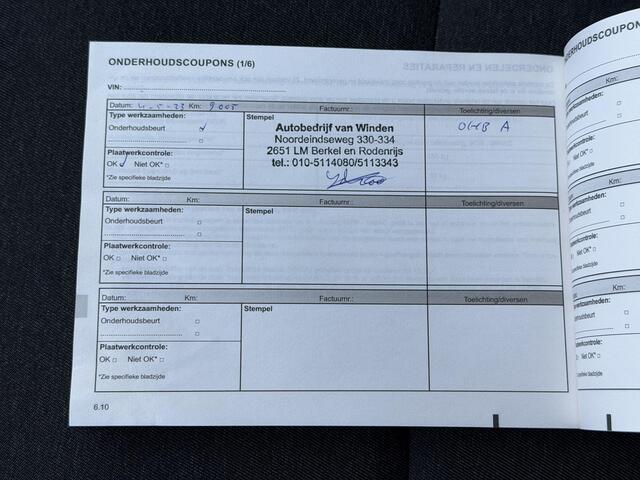 ONDERHOUDSCOUPONS (1/6)
VIN:
Datum: 4-5-23 Km: 9005 Factuurnr.: Toelichting/diversen
Type werkzaamheden: Stempel
Onderhoudsbeurt
OHB A
Autobedrijf van Winden
Noordeindseweg 330-334
2651 LM Berkel en Rodenrijs
tel.: 010-5114080/5113343
Plaatwerkcontrole:
OK Niet OK*
*Zie specifieke bladzijde
Datum: Km: Factuurnr.: Toelichting/diversen
Type werkzaamheden: Stempel
Onderhoudsbeurt
Plaatwerkcontrole:
OK Niet OK*
*Zie specifieke bladzijde
Datum: Km: Factuurnr.: Toelichting/diversen
Type werkzaamheden: Stempel
Onderhoudsbeurt
Plaatwerkcontrole:
OK Niet OK*
*Zie specifieke bladzijde
6.10